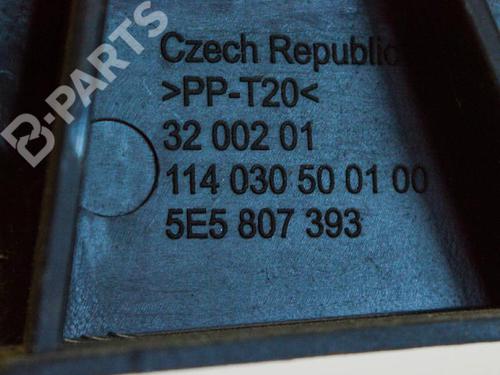 Czech Republic
>PP-T20<
32 002 01
114 030 50 01 00
5E5 807 393
B-PARTS